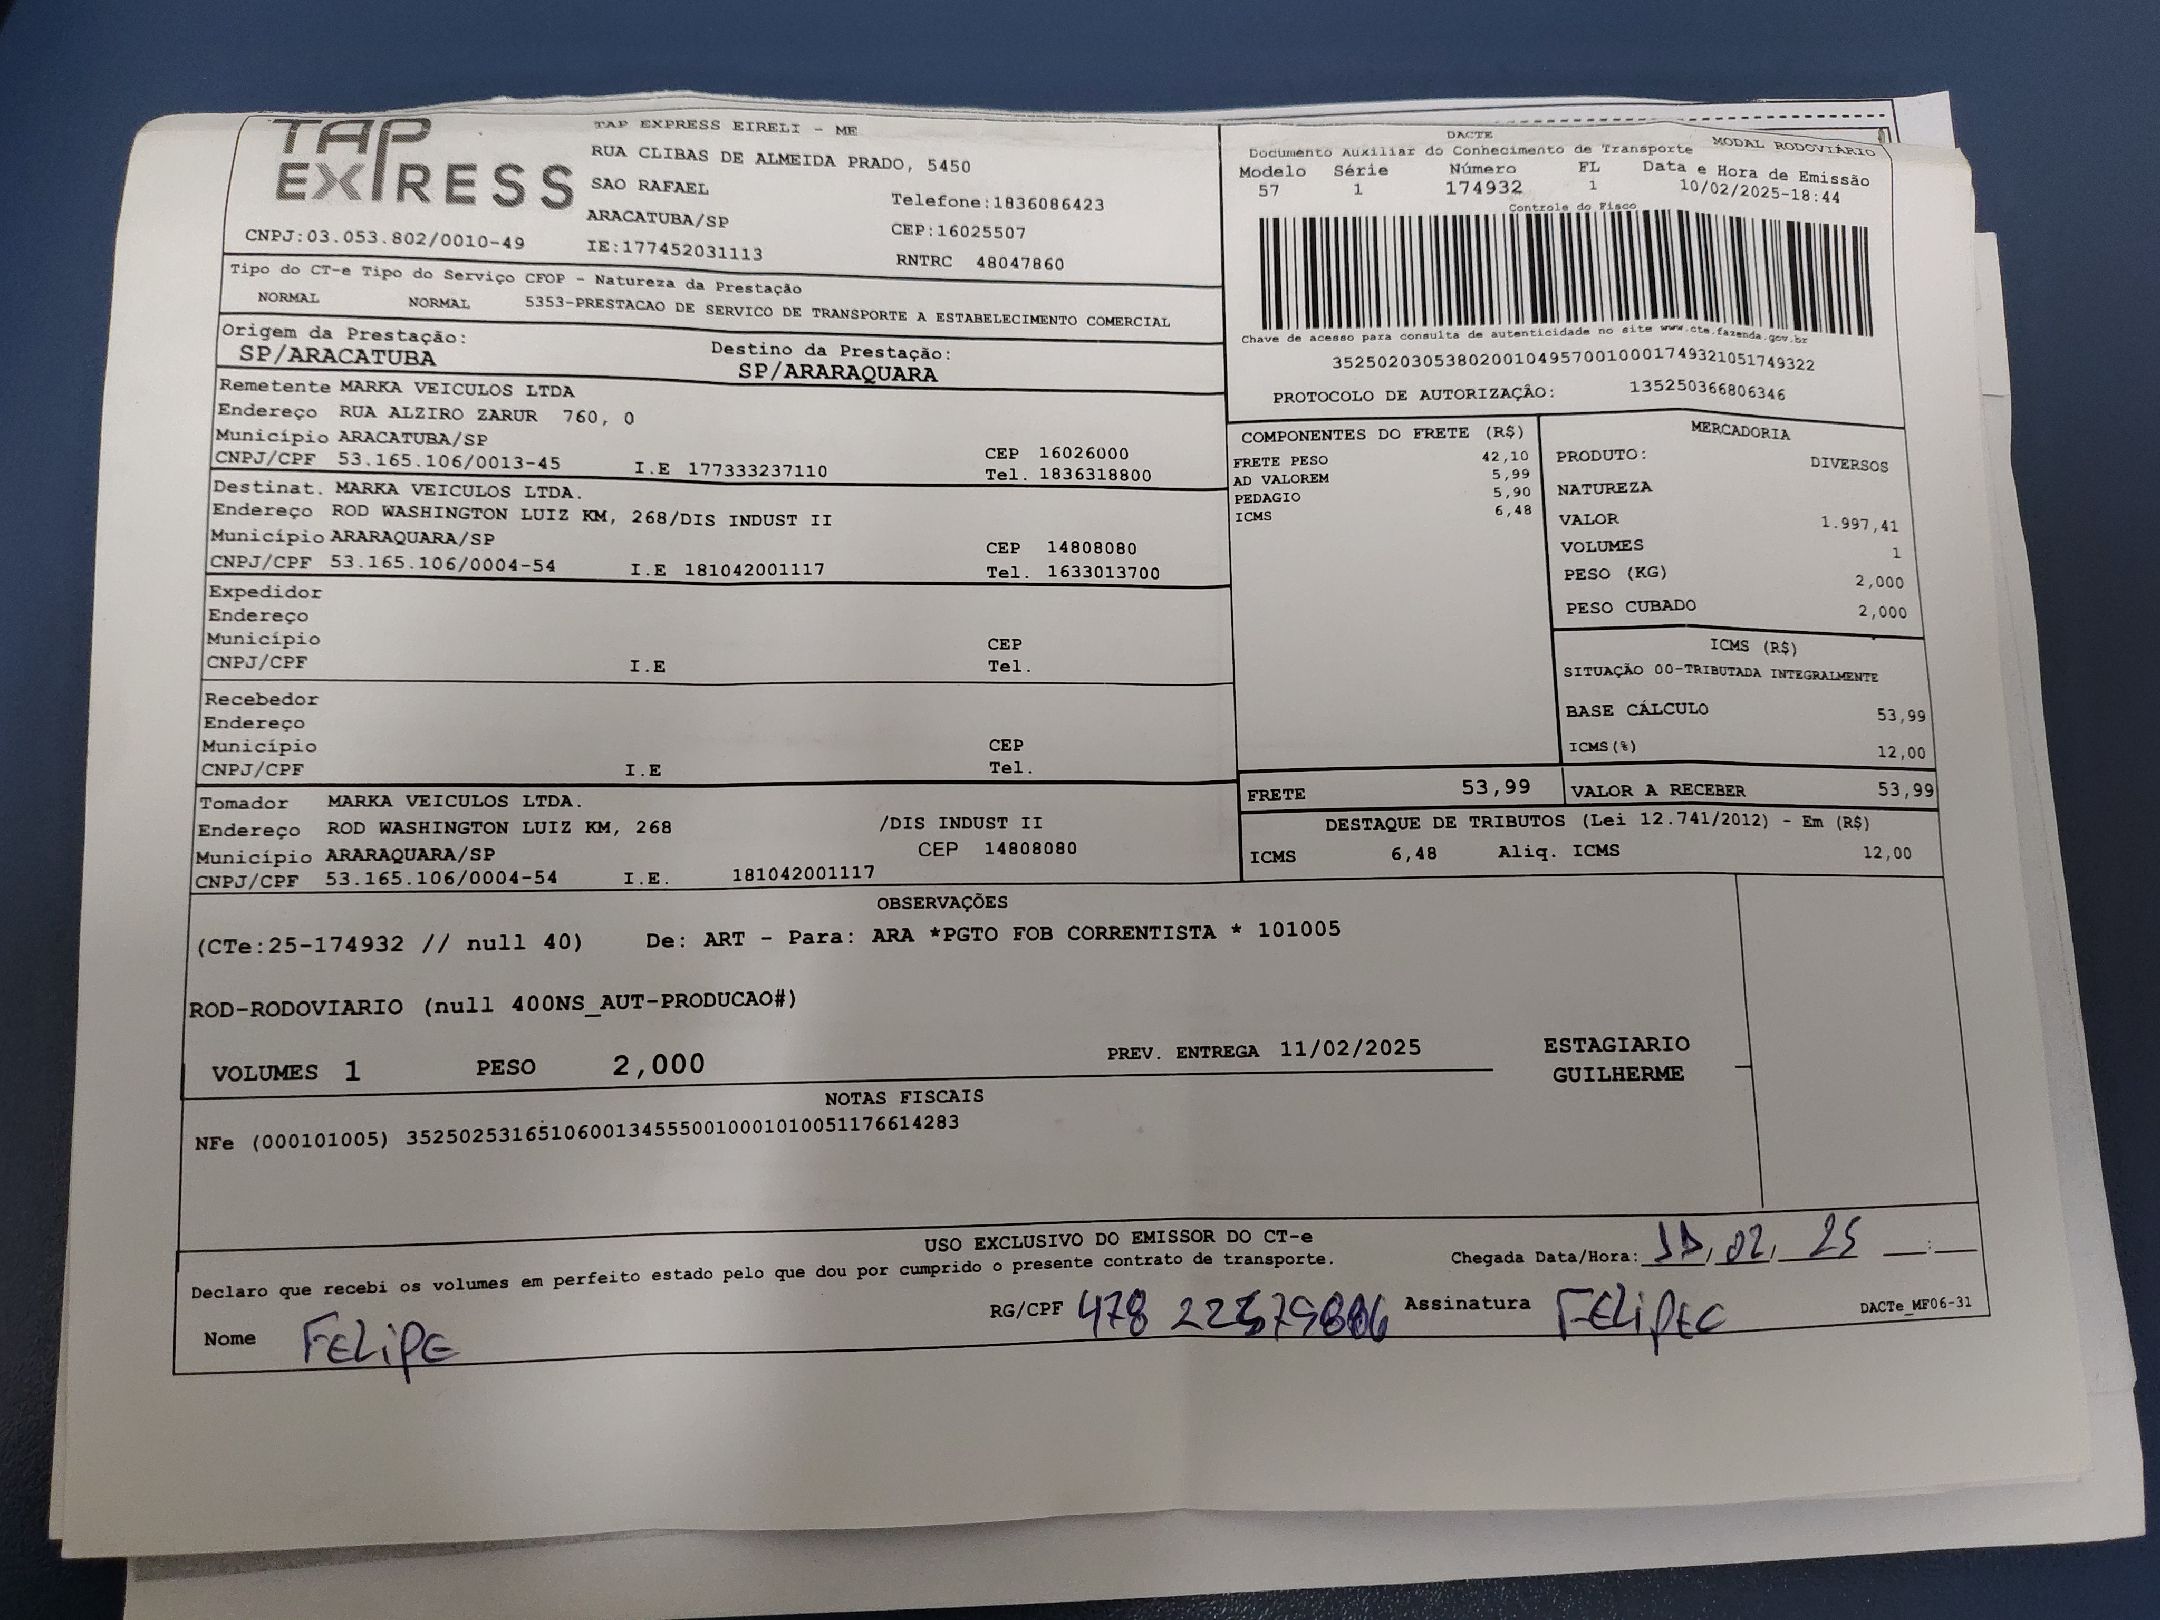 TAP EXPRESS
TAP EXPRESS EIRELI - ME
RUA CLIBAS DE ALMEIDA PRADO, 5450
SAO RAFAEL
Telefone:1836086423
ARACATUBA/SP
CEP:16025507
CNPJ:03.053.802/0010-49
IE:177452031113
RNTRC 48047860
DACTE
Documento Auxiliar do Conhecimento de Transporte MODAL RODOVIÁRIO
Modelo Série Número FL Data e Hora de Emissão
57 1 174932 1 10/02/2025-18:44
Controle do Fisco
Chave de acesso para consulta de autenticidade no site www.cte.fazenda.gov.br
35250203053802001049570010001749321051749322
PROTOCOLO DE AUTORIZAÇÃO: 135250366806346
Tipo do CT-e Tipo do Serviço CFOP - Natureza da Prestação
NORMAL NORMAL 5353-PRESTACAO DE SERVICO DE TRANSPORTE A ESTABELECIMENTO COMERCIAL
Origem da Prestação: Destino da Prestação:
SP/ARACATUBA SP/ARARAQUARA
Remetente MARKA VEICULOS LTDA
Endereço RUA ALZIRO ZARUR 760, 0
Município ARACATUBA/SP CEP 16026000
CNPJ/CPF 53.165.106/0013-45 I.E 177333237110 Tel. 1836318800
Destinat. MARKA VEICULOS LTDA.
Endereço ROD WASHINGTON LUIZ KM, 268/DIS INDUST II
Município ARARAQUARA/SP CEP 14808080
CNPJ/CPF 53.165.106/0004-54 I.E 181042001117 Tel. 1633013700
Expedidor
Endereço
Município CEP
CNPJ/CPF I.E Tel.
Recebedor
Endereço
Município CEP
CNPJ/CPF I.E Tel.
Tomador MARKA VEICULOS LTDA.
Endereço ROD WASHINGTON LUIZ KM, 268 /DIS INDUST II
Município ARARAQUARA/SP CEP 14808080
CNPJ/CPF 53.165.106/0004-54 I.E. 181042001117
COMPONENTES DO FRETE (R$)
FRETE PESO 42,10
AD VALOREM 5,99
PEDAGIO 5,90
ICMS 6,48
MERCADORIA
PRODUTO: DIVERSOS
NATUREZA
VALOR 1.997,41
VOLUMES 1
PESO (KG) 2,000
PESO CUBADO 2,000
ICMS (R$)
SITUAÇÃO 00-TRIBUTADA INTEGRALMENTE
BASE CÁLCULO 53,99
ICMS(%) 12,00
FRETE 53,99 VALOR A RECEBER 53,99
DESTAQUE DE TRIBUTOS (Lei 12.741/2012) - Em (R$)
ICMS 6,48 Aliq. ICMS 12,00
OBSERVAÇÕES
(CTe:25-174932 // null 40) De: ART - Para: ARA *PGTO FOB CORRENTISTA * 101005
ROD-RODOVIARIO (null 400NS_AUT-PRODUCAO#)
VOLUMES 1 PESO 2,000 PREV. ENTREGA 11/02/2025
ESTAGIARIO
GUILHERME
NOTAS FISCAIS
NFe (000101005) 35250253165106001345550010001010051176614283
USO EXCLUSIVO DO EMISSOR DO CT-e
Declaro que recebi os volumes em perfeito estado pelo que dou por cumprido o presente contrato de transporte.
Chegada Data/Hora: 02, 25
Nome FELIPE RG/CPF 478 Assinatura FELIPE C
DACTe_MF06-31